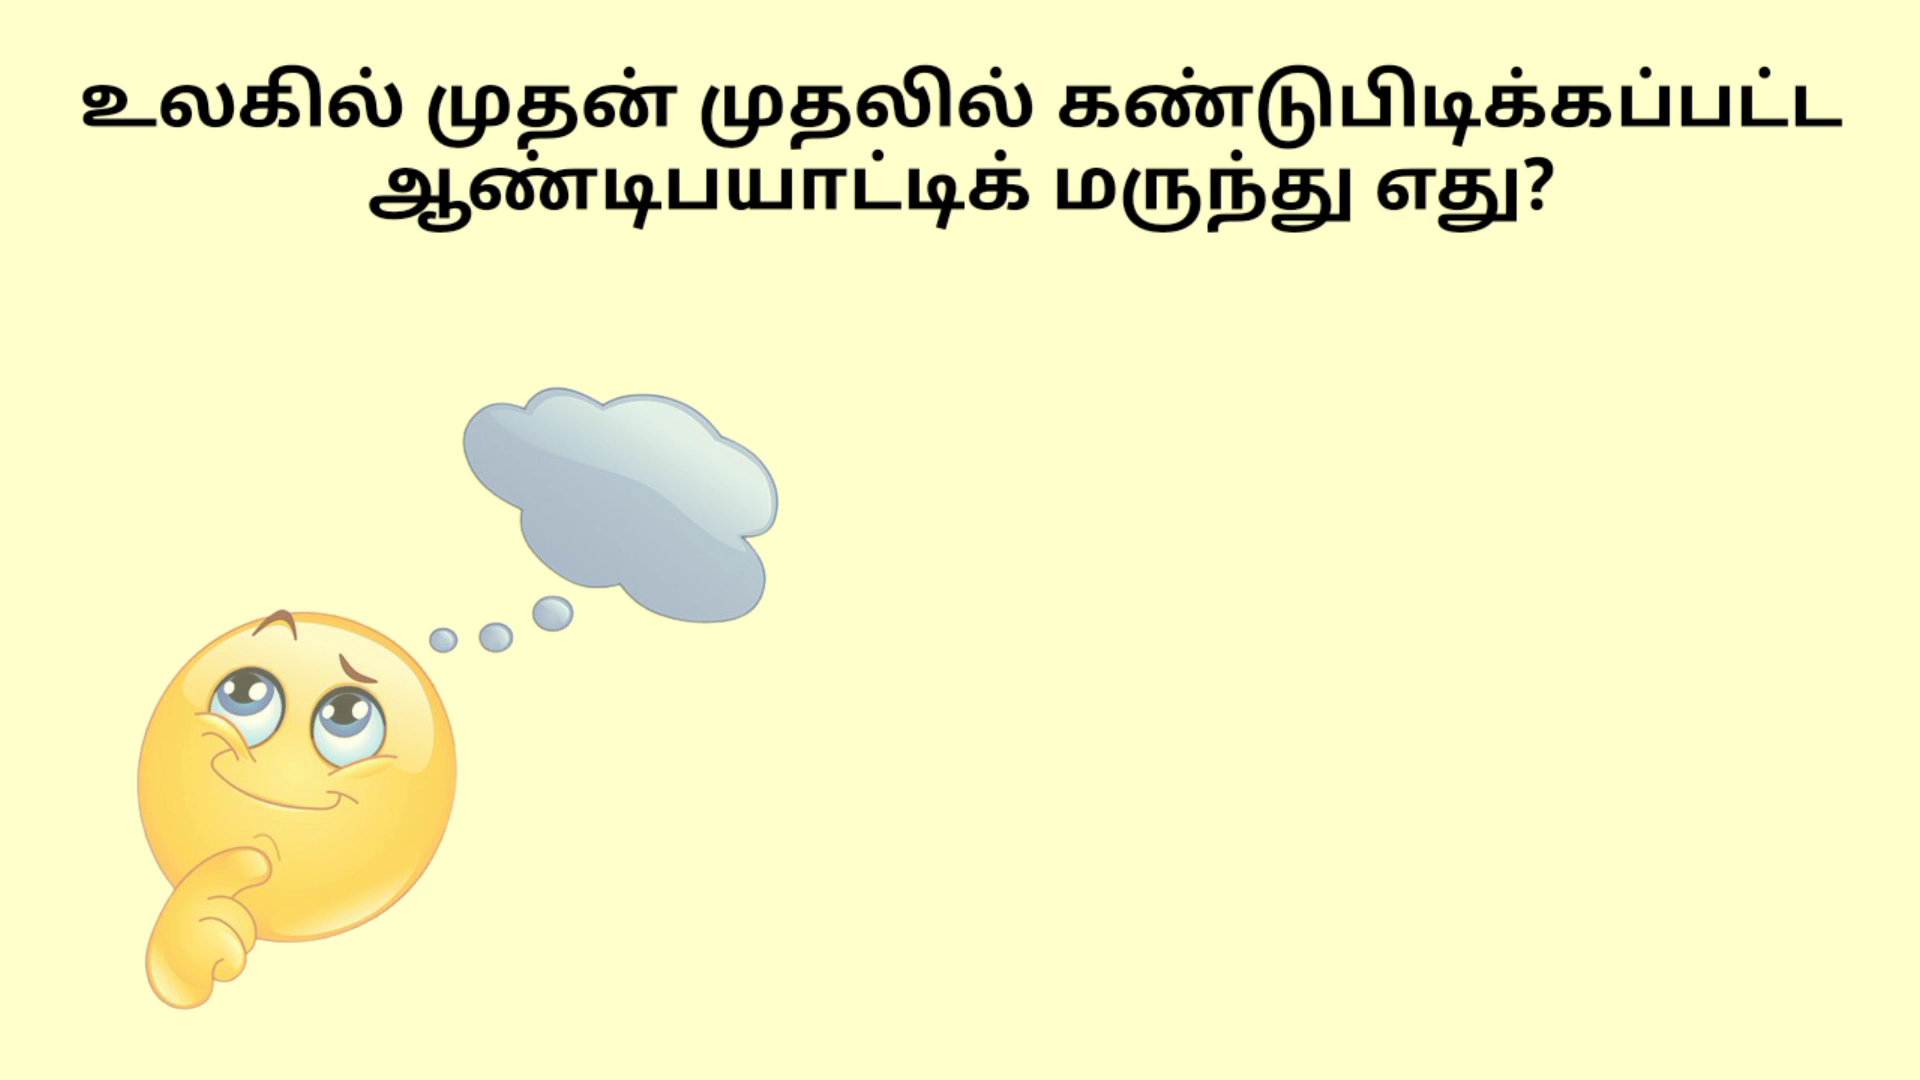 உலகில் முதன் முதலில் கண்டுபிடிக்கப்பட்ட
ஆண்டிபயாட்டிக் மருந்து எது?